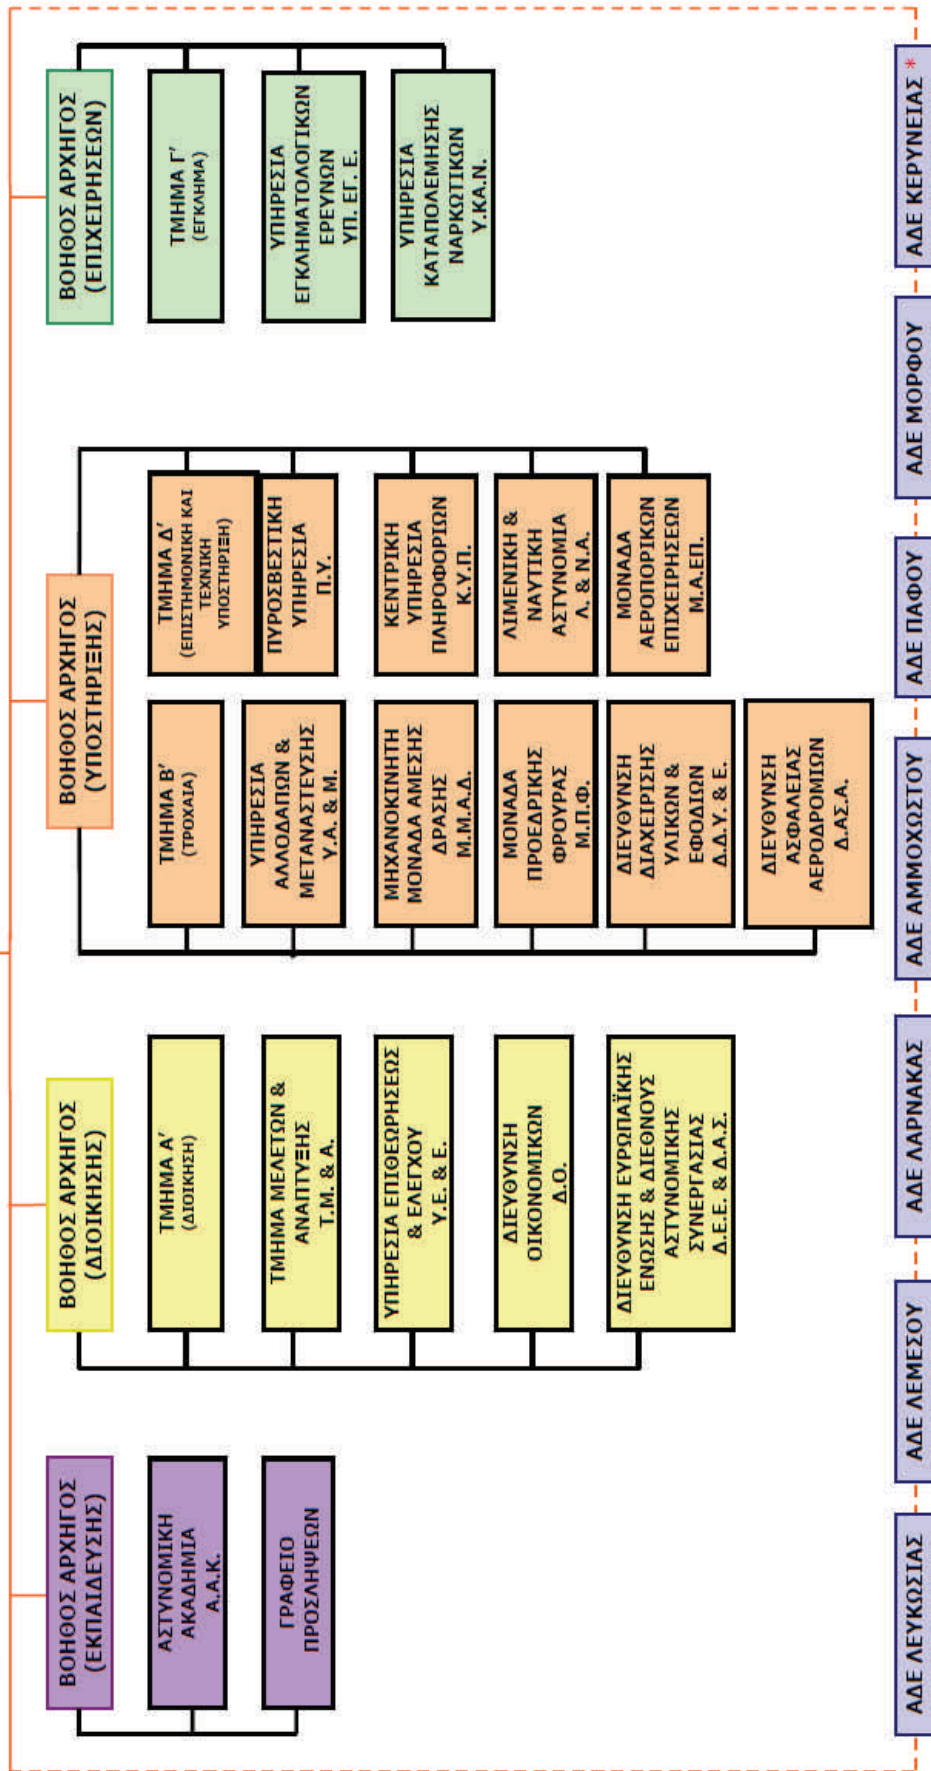 ΒΟΗΘΟΣ ΑΡΧΗΓΟΣ
(ΕΚΠΑΙΔΕΥΣΗΣ)
ΑΣΤΥΝΟΜΙΚΗ
ΑΚΑΔΗΜΙΑ
Α.Α.Κ.
ΓΡΑΦΕΙΟ
ΠΡΟΣΛΗΨΕΩΝ
ΒΟΗΘΟΣ ΑΡΧΗΓΟΣ
(ΔΙΟΙΚΗΣΗΣ)
ΤΜΗΜΑ Α'
(ΔΙΟΙΚΗΣΗ)
ΤΜΗΜΑ ΜΕΛΕΤΩΝ &
ΑΝΑΠΤΥΞΗΣ
Τ.Μ. & Α.
ΥΠΗΡΕΣΙΑ ΕΠΙΘΕΩΡΗΣΕΩΣ
& ΕΛΕΓΧΟΥ
Υ.Ε. & Ε.
ΔΙΕΥΘΥΝΣΗ
ΟΙΚΟΝΟΜΙΚΩΝ
Δ.Ο.
ΔΙΕΥΘΥΝΣΗ ΕΥΡΩΠΑΪΚΗΣ
ΕΝΩΣΗΣ & ΔΙΕΘΝΟΥΣ
ΑΣΤΥΝΟΜΙΚΗΣ
ΣΥΝΕΡΓΑΣΙΑΣ
Δ.Ε.Ε. & Δ.Α.Σ.
ΒΟΗΘΟΣ ΑΡΧΗΓΟΣ
(ΥΠΟΣΤΗΡΙΞΗΣ)
ΤΜΗΜΑ Β'
(ΤΡΟΧΑΙΑ)
ΥΠΗΡΕΣΙΑ
ΑΛΛΟΔΑΠΩΝ &
ΜΕΤΑΝΑΣΤΕΥΣΗΣ
Υ.Α. & Μ.
ΜΗΧΑΝΟΚΙΝΗΤΗ
ΜΟΝΑΔΑ ΑΜΕΣΗΣ
ΔΡΑΣΗΣ
Μ.Μ.Α.Δ.
ΜΟΝΑΔΑ
ΠΡΟΕΔΡΙΚΗΣ
ΦΡΟΥΡΑΣ
Μ.Π.Φ.
ΔΙΕΥΘΥΝΣΗ
ΔΙΑΧΕΙΡΙΣΗΣ
ΥΛΙΚΩΝ &
ΕΦΟΔΙΩΝ
Δ.Δ.Υ. & Ε.
ΔΙΕΥΘΥΝΣΗ
ΑΣΦΑΛΕΙΑΣ
ΑΕΡΟΔΡΟΜΙΩΝ
Δ.ΑΣ.Α.
ΤΜΗΜΑ Δ'
(ΕΠΙΣΤΗΜΟΝΙΚΗ ΚΑΙ
ΤΕΧΝΙΚΗ
ΥΠΟΣΤΗΡΙΞΗ)
ΠΥΡΟΣΒΕΣΤΙΚΗ
ΥΠΗΡΕΣΙΑ
Π.Υ.
ΚΕΝΤΡΙΚΗ
ΥΠΗΡΕΣΙΑ
ΠΛΗΡΟΦΟΡΙΩΝ
Κ.Υ.Π.
ΛΙΜΕΝΙΚΗ &
ΝΑΥΤΙΚΗ
ΑΣΤΥΝΟΜΙΑ
Λ. & Ν.Α.
ΜΟΝΑΔΑ
ΑΕΡΟΠΟΡΙΚΩΝ
ΕΠΙΧΕΙΡΗΣΕΩΝ
Μ.Α.ΕΠ.
ΒΟΗΘΟΣ ΑΡΧΗΓΟΣ
(ΕΠΙΧΕΙΡΗΣΕΩΝ)
ΤΜΗΜΑ Γ'
(ΕΓΚΛΗΜΑ)
ΥΠΗΡΕΣΙΑ
ΕΓΚΛΗΜΑΤΟΛΟΓΙΚΩΝ
ΕΡΕΥΝΩΝ
ΥΠ. ΕΓ. Ε.
ΥΠΗΡΕΣΙΑ
ΚΑΤΑΠΟΛΕΜΗΣΗΣ
ΝΑΡΚΩΤΙΚΩΝ
Υ.ΚΑ.Ν.
ΑΔΕ ΛΕΥΚΩΣΙΑΣ
ΑΔΕ ΛΕΜΕΣΟΥ
ΑΔΕ ΛΑΡΝΑΚΑΣ
ΑΔΕ ΑΜΜΟΧΩΣΤΟΥ
ΑΔΕ ΠΑΦΟΥ
ΑΔΕ ΜΟΡΦΟΥ
ΑΔΕ ΚΕΡΥΝΕΙΑΣ *